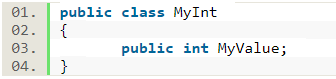 01. public class MyInt
02. {
03.         public int MyValue;
04. }